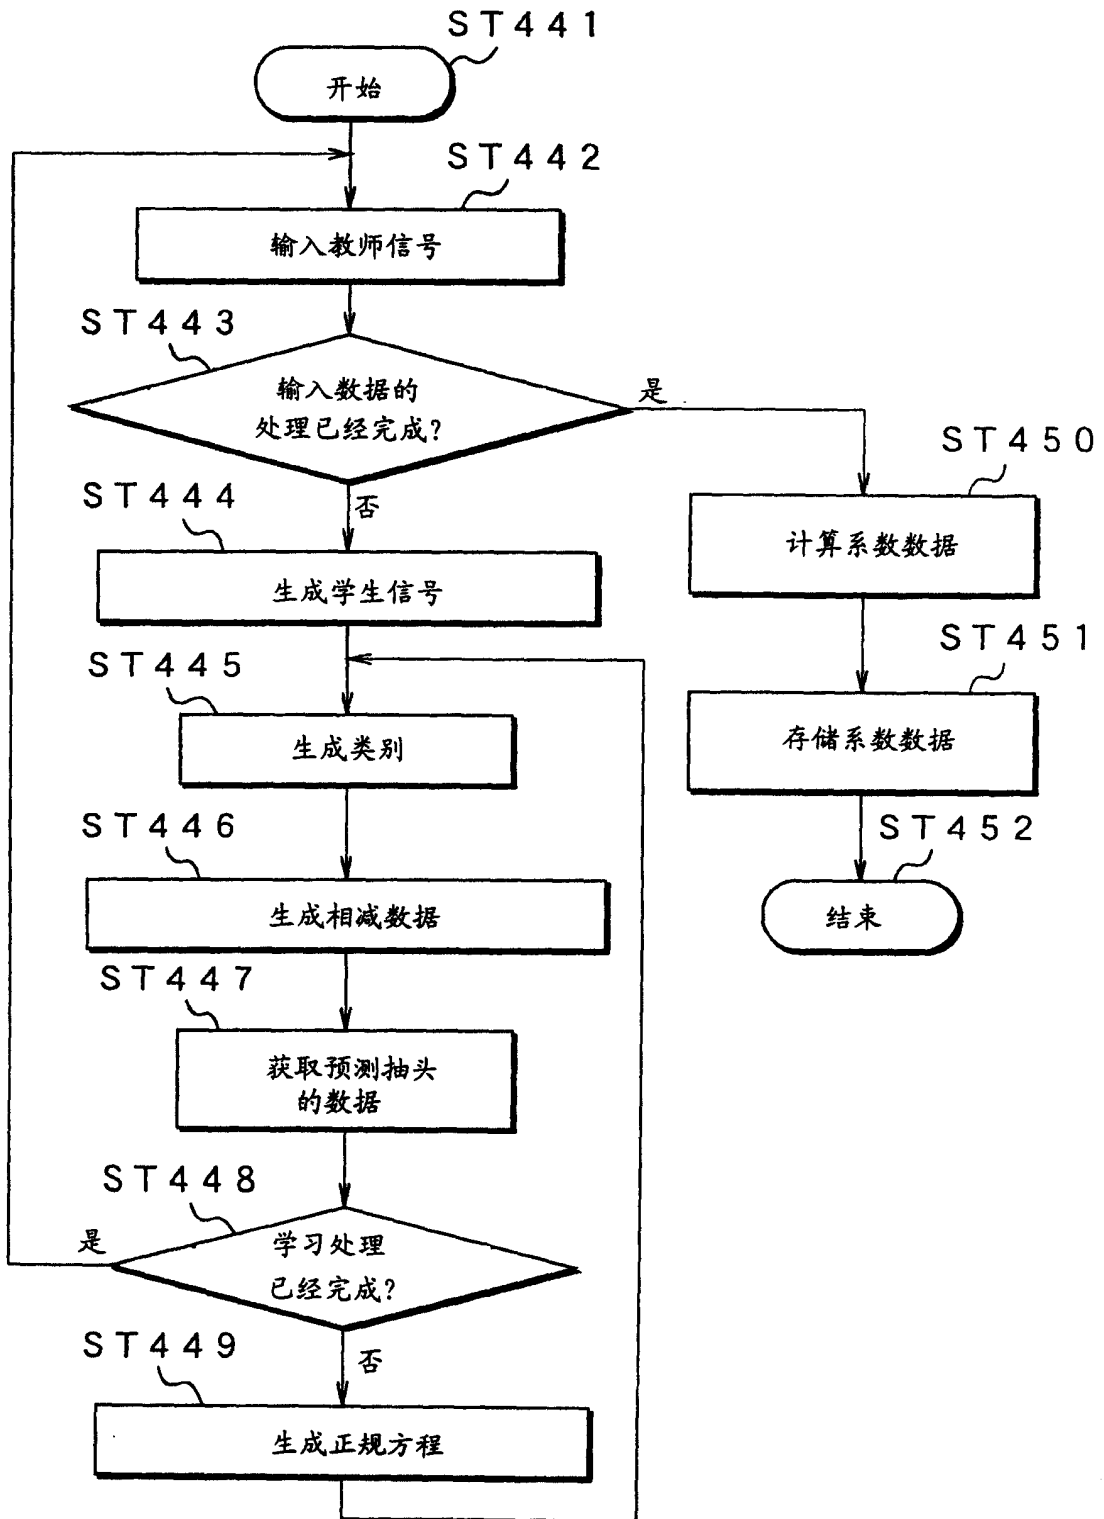 ST441
开始
ST442
输入教师信号
ST443
输入数据的
处理已经完成?
是
否
ST444
生成学生信号
ST445
生成类别
ST446
生成相减数据
ST447
获取预测抽头
的数据
ST448
学习处理
已经完成?
是
否
ST449
生成正规方程
ST450
计算系数数据
ST451
存储系数数据
ST452
结束